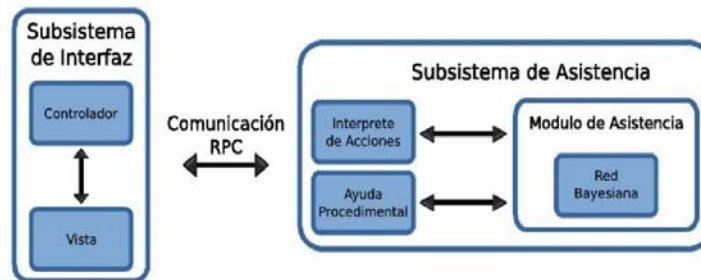 Subsistema
de Interfaz
Controlador
Vista
Comunicación
RPC
Subsistema de Asistencia
Interprete
de Acciones
Ayuda
Procedimental
Modulo de Asistencia
Red
Bayesiana